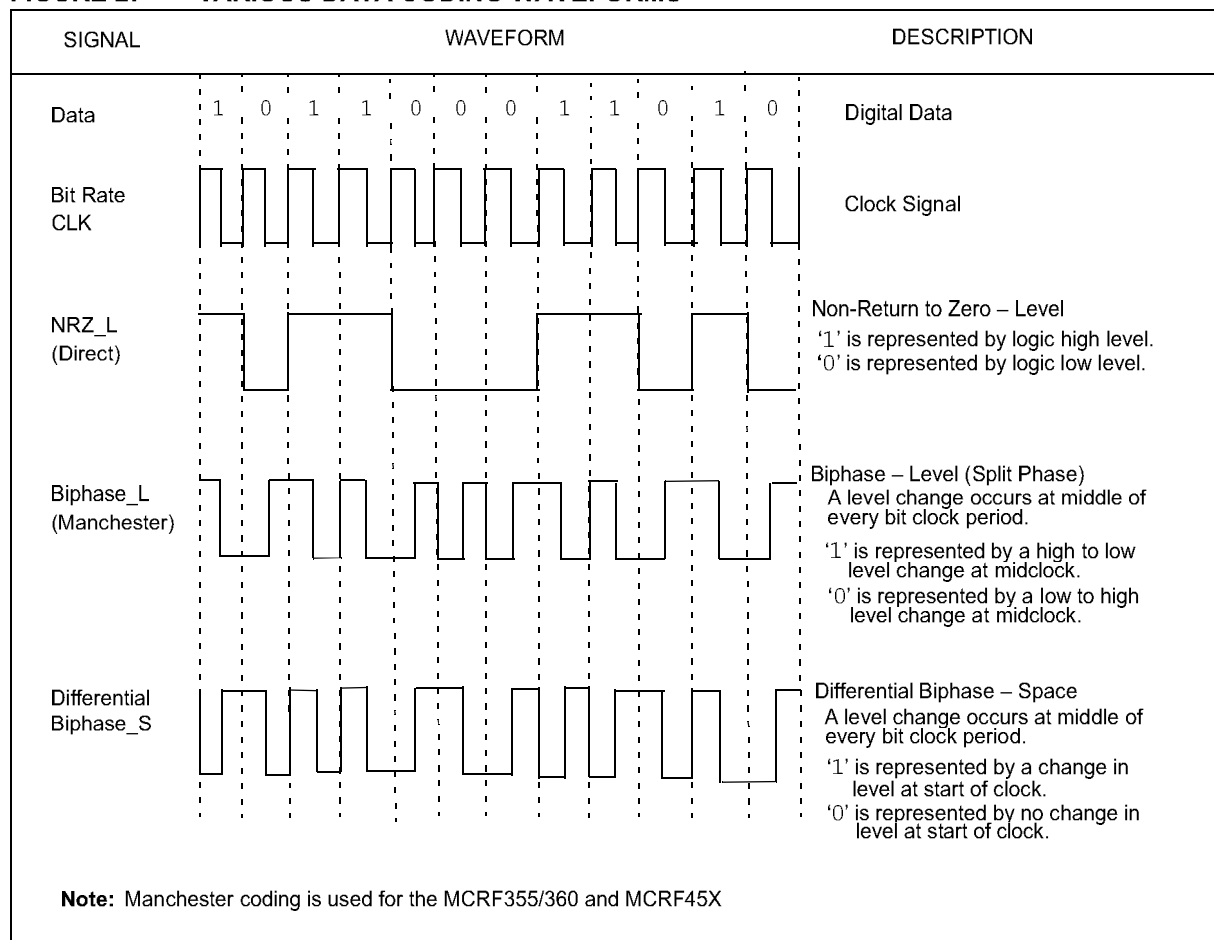 SIGNAL WAVEFORM DESCRIPTION
Data 1 0 1 1 0 0 0 1 1 0 1 0 Digital Data
Bit Rate
CLK
Clock Signal
NRZ_L
(Direct)
Non-Return to Zero – Level
‘1’ is represented by logic high level.
‘0’ is represented by logic low level.
Biphase_L
(Manchester)
Biphase – Level (Split Phase)
A level change occurs at middle of
every bit clock period.
‘1’ is represented by a high to low
level change at midclock.
‘0’ is represented by a low to high
level change at midclock.
Differential
Biphase_S
Differential Biphase – Space
A level change occurs at middle of
every bit clock period.
‘1’ is represented by a change in
level at start of clock.
‘0’ is represented by no change in
level at start of clock.
Note: Manchester coding is used for the MCRF355/360 and MCRF45X